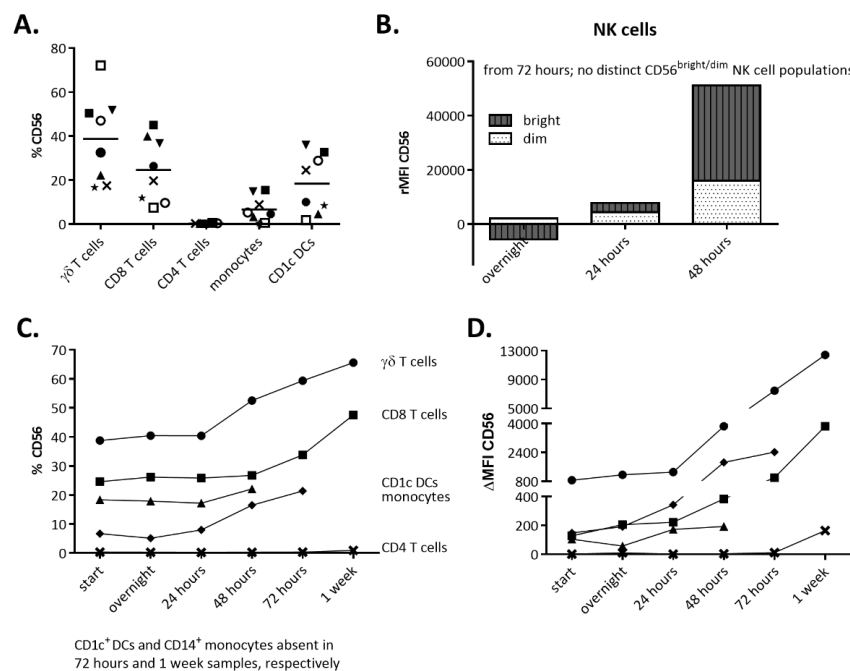 A.
80
60
40
20
0
% CD56
γδ T cells
CD8 T cells
CD4 T cells
monocytes
CD1c DCs
B.
NK cells
from 72 hours; no distinct CD56bright/dim NK cell populations
60000
40000
20000
0
rMFI CD56
bright
dim
overnight
24 hours
48 hours
C.
70
60
50
40
30
20
10
0
% CD56
γδ T cells
CD8 T cells
CD1c DCs
monocytes
CD4 T cells
start
overnight
24 hours
48 hours
72 hours
1 week
CD1c+ DCs and CD14+ monocytes absent in
72 hours and 1 week samples, respectively
D.
13000
9000
5000
4000
2400
800
400
200
0
ΔMFI CD56
start
overnight
24 hours
48 hours
72 hours
1 week